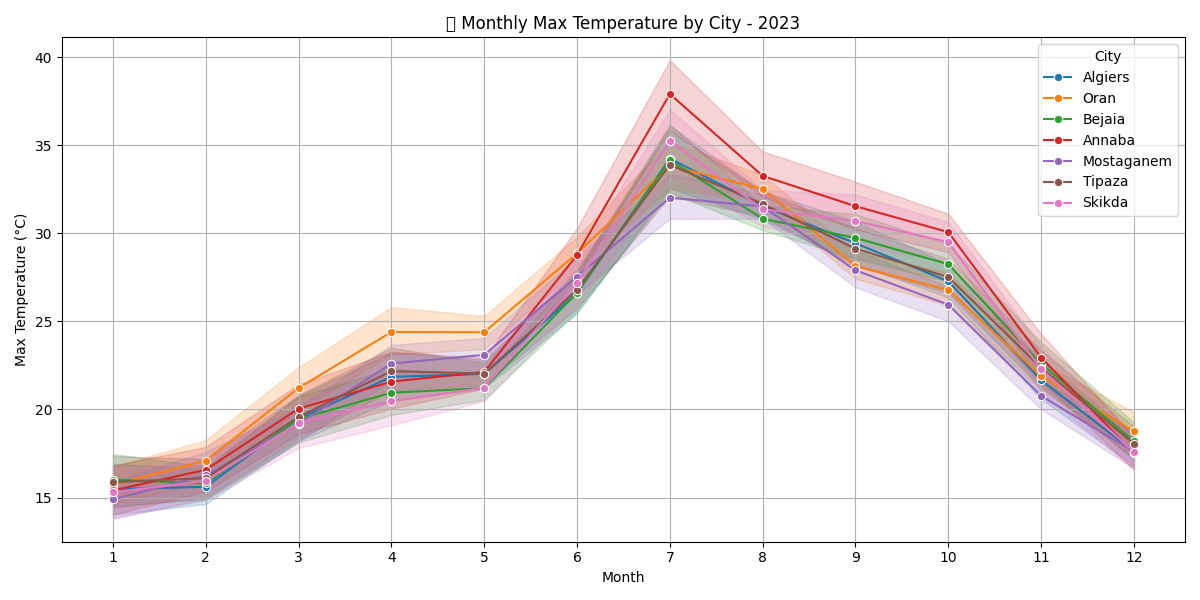 Monthly Max Temperature by City - 2023
Max Temperature (°C)
40
35
30
25
20
15
City
Algiers
Oran
Bejaia
Annaba
Mostaganem
Tipaza
Skikda
1 2 3 4 5 6 7 8 9 10 11 12
Month